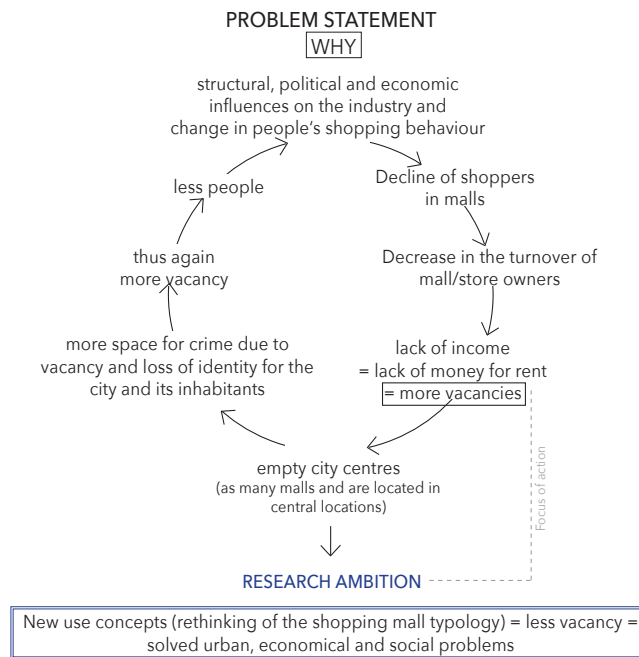 PROBLEM STATEMENT
WHY
structural, political and economic
influences on the industry and
change in people's shopping behaviour
Decline of shoppers
in malls
Decrease in the turnover of
mall/store owners
lack of income
= lack of money for rent
= more vacancies
empty city centres
(as many malls and are located in
central locations)
more space for crime due to
vacancy and loss of identity for the
city and its inhabitants
thus again
more vacancy
less people
Focus of action
RESEARCH AMBITION
New use concepts (rethinking of the shopping mall typology) = less vacancy =
solved urban, economical and social problems